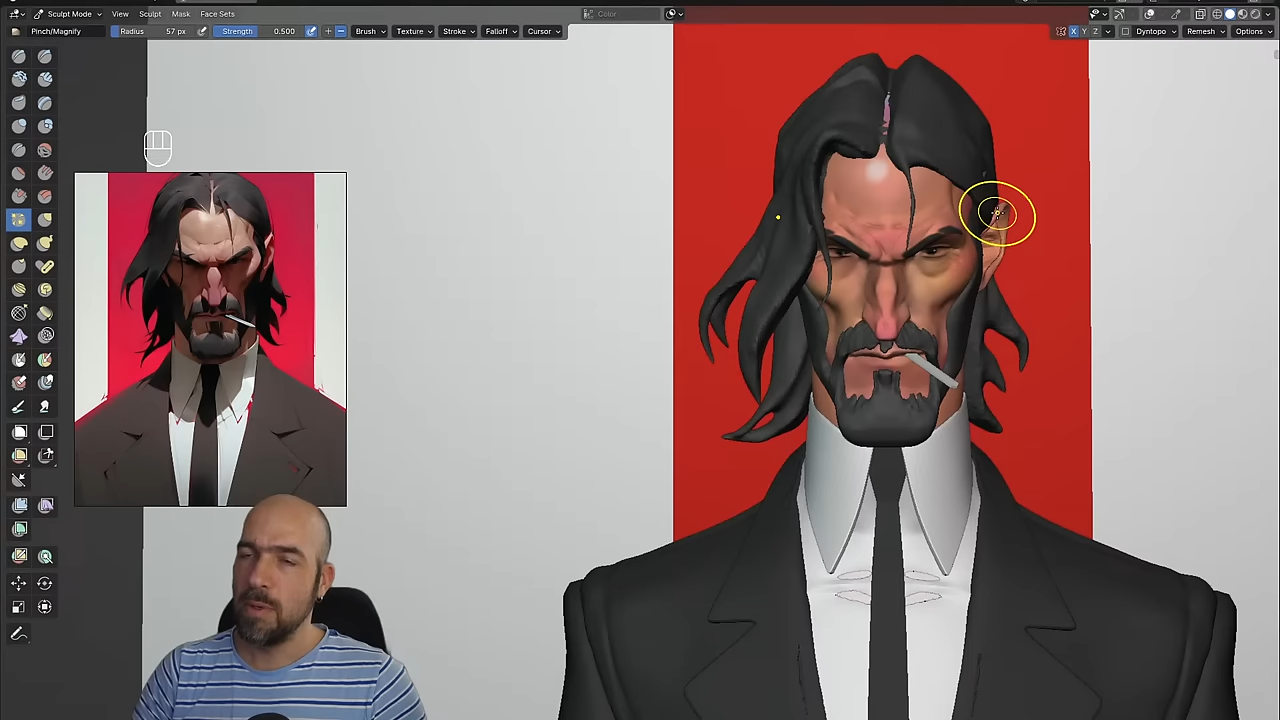 Sculpt Mode View Sculpt Mask Face Sets Color
Pinch/Magnify Radius 57 px Strength 0.500 Brush Texture Stroke Falloff Cursor X Y Z Dyntopo Remesh Options